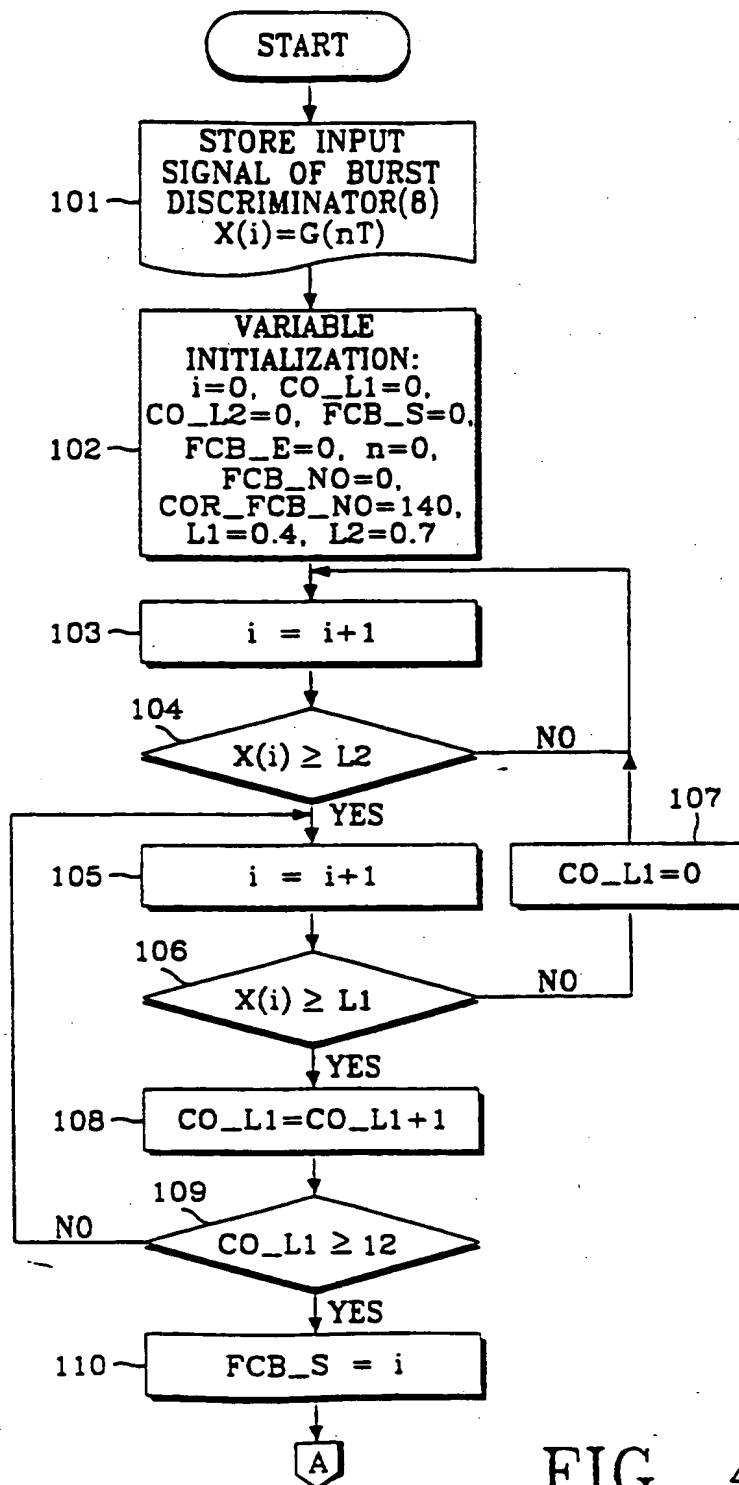 START
STORE INPUT
SIGNAL OF BURST
DISCRIMINATOR(8)
X(i)=G(nT)
101
VARIABLE
INITIALIZATION:
i=0, CO_L1=0,
CO_L2=0, FCB_S=0,
FCB_E=0, n=0,
FCB_NO=0,
COR_FCB_NO=140,
L1=0.4, L2=0.7
102
103
i = i+1
104
X(i) ≥ L2
NO
YES
107
105
i = i+1
CO_L1=0
106
X(i) ≥ L1
NO
YES
108
CO_L1=CO_L1+1
109
NO
CO_L1 ≥ 12
YES
110
FCB_S = i
A
FIG. 4